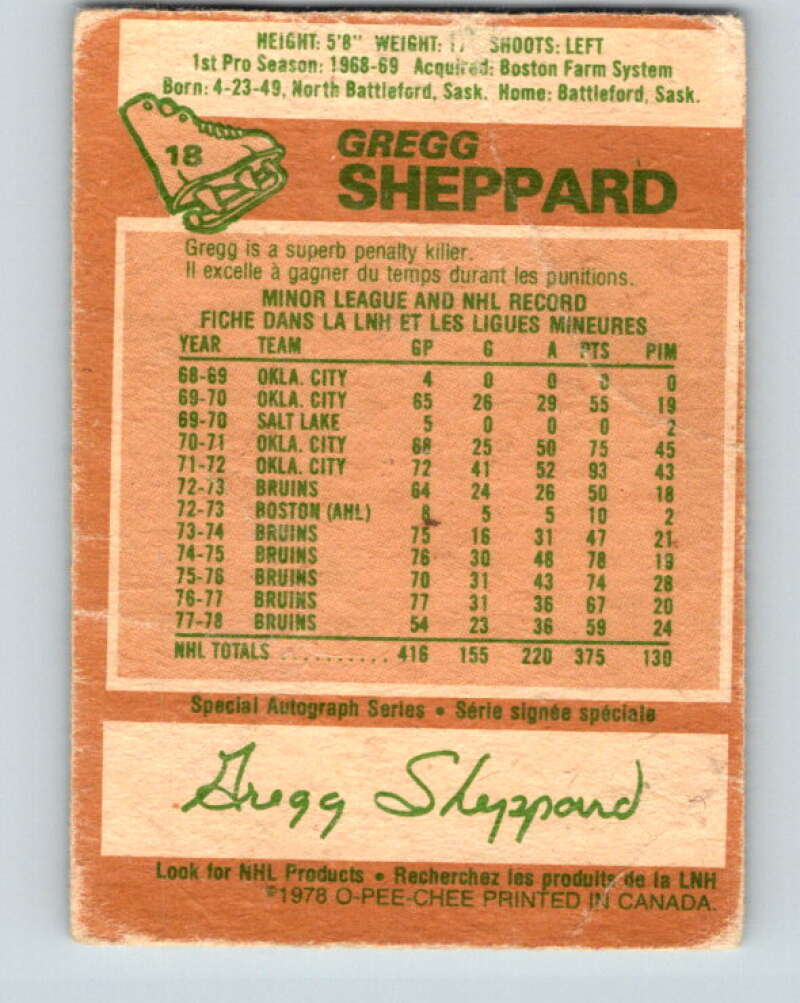 HEIGHT: 5'8" WEIGHT: 17 SHOOTS: LEFT
1st Pro Season: 1968-69 Acquired: Boston Farm System
Born: 4-23-49, North Battleford, Sask. Home: Battleford, Sask.
18
GREGG
SHEPPARD
Gregg is a superb penalty killer.
Il excelle à gagner du temps durant les punitions.
MINOR LEAGUE AND NHL RECORD
FICHE DANS LA LNH ET LES LIGUES MINEURES
YEAR TEAM GP G A PTS PIM
68-69 OKLA. CITY 4 0 0 0 0
69-70 OKLA. CITY 65 26 29 55 19
69-70 SALT LAKE 5 0 0 0 2
70-71 OKLA. CITY 68 25 50 75 45
71-72 OKLA. CITY 72 41 52 93 43
72-73 BRUINS 64 24 26 50 18
72-73 BOSTON (AHL) 8 5 5 10 2
73-74 BRUINS 75 16 31 47 21
74-75 BRUINS 76 30 48 78 19
75-76 BRUINS 70 31 43 74 28
76-77 BRUINS 77 31 36 67 20
77-78 BRUINS 54 23 36 59 24
NHL TOTALS .......... 416 155 220 375 130
Special Autograph Series • Série signée spéciale
Gregg Sheppard
Look for NHL Products • Recherchez les produits de la LNH
©1978 O-PEE-CHEE PRINTED IN CANADA.